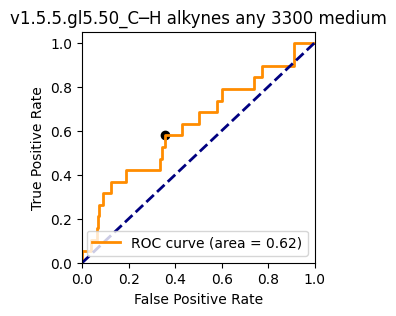 v1.5.5.gl5.50_C─H alkynes any 3300 medium
True Positive Rate
1.0
0.8
0.6
0.4
0.2
0.0
ROC curve (area = 0.62)
0.0 0.2 0.4 0.6 0.8 1.0
False Positive Rate